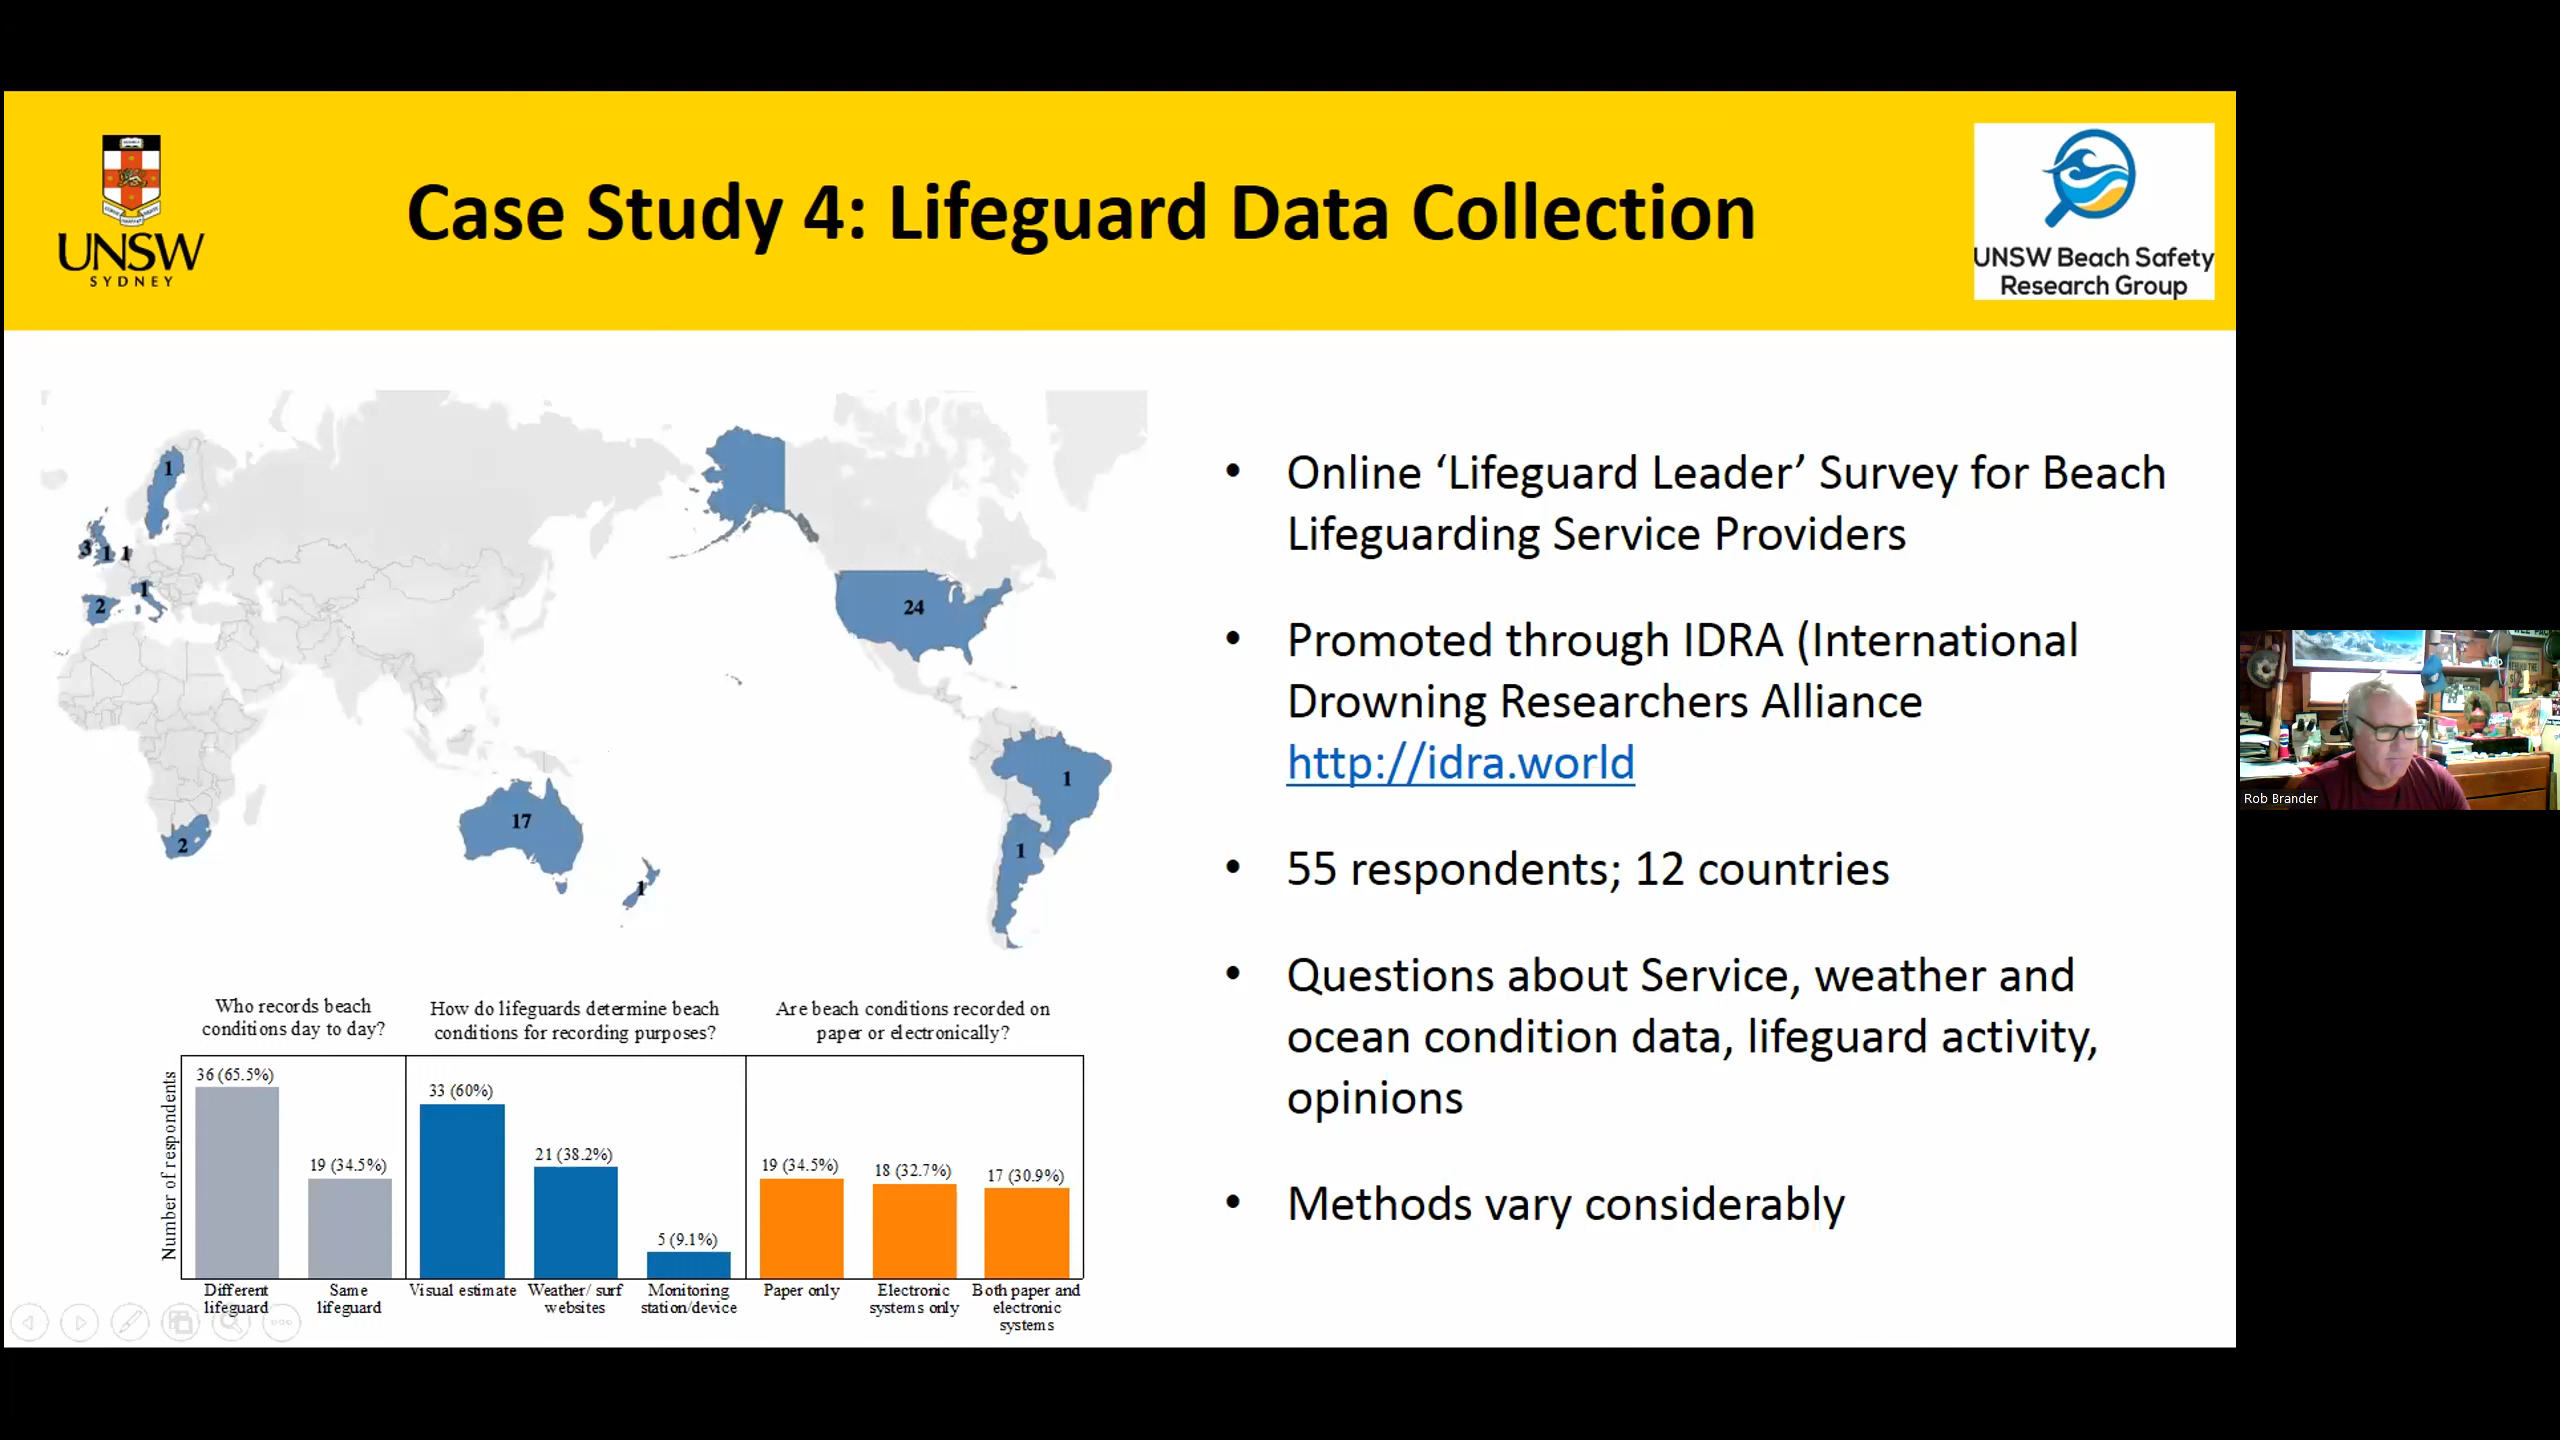 UNSW
SYDNEY
Case Study 4: Lifeguard Data Collection
UNSW Beach Safety
Research Group
1
3
1
1
1
2
24
17
2
1
1
1
Who records beach
conditions day to day?
How do lifeguards determine beach
conditions for recording purposes?
Are beach conditions recorded on
paper or electronically?
Number of respondents
36 (65.5%)
19 (34.5%)
33 (60%)
21 (38.2%)
5 (9.1%)
19 (34.5%)
18 (32.7%)
17 (30.9%)
Different
lifeguard
Same
lifeguard
Visual estimate
Weather/ surf
websites
Monitoring
station/device
Paper only
Electronic
systems only
Both paper and
electronic
systems
• Online ‘Lifeguard Leader’ Survey for Beach
Lifeguarding Service Providers
• Promoted through IDRA (International
Drowning Researchers Alliance
http://idra.world
• 55 respondents; 12 countries
• Questions about Service, weather and
ocean condition data, lifeguard activity,
opinions
• Methods vary considerably
Rob Brander